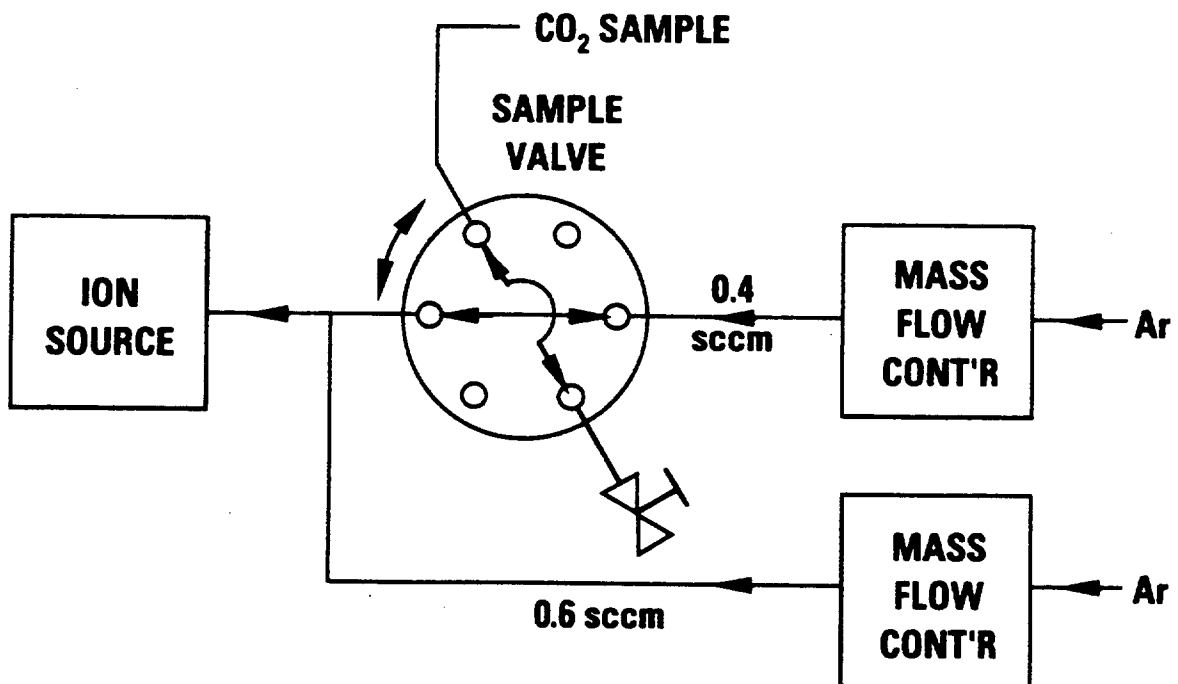 CO₂ SAMPLE
SAMPLE
VALVE
ION
SOURCE
0.4
sccm
MASS
FLOW
CONT'R
Ar
0.6 sccm
MASS
FLOW
CONT'R
Ar